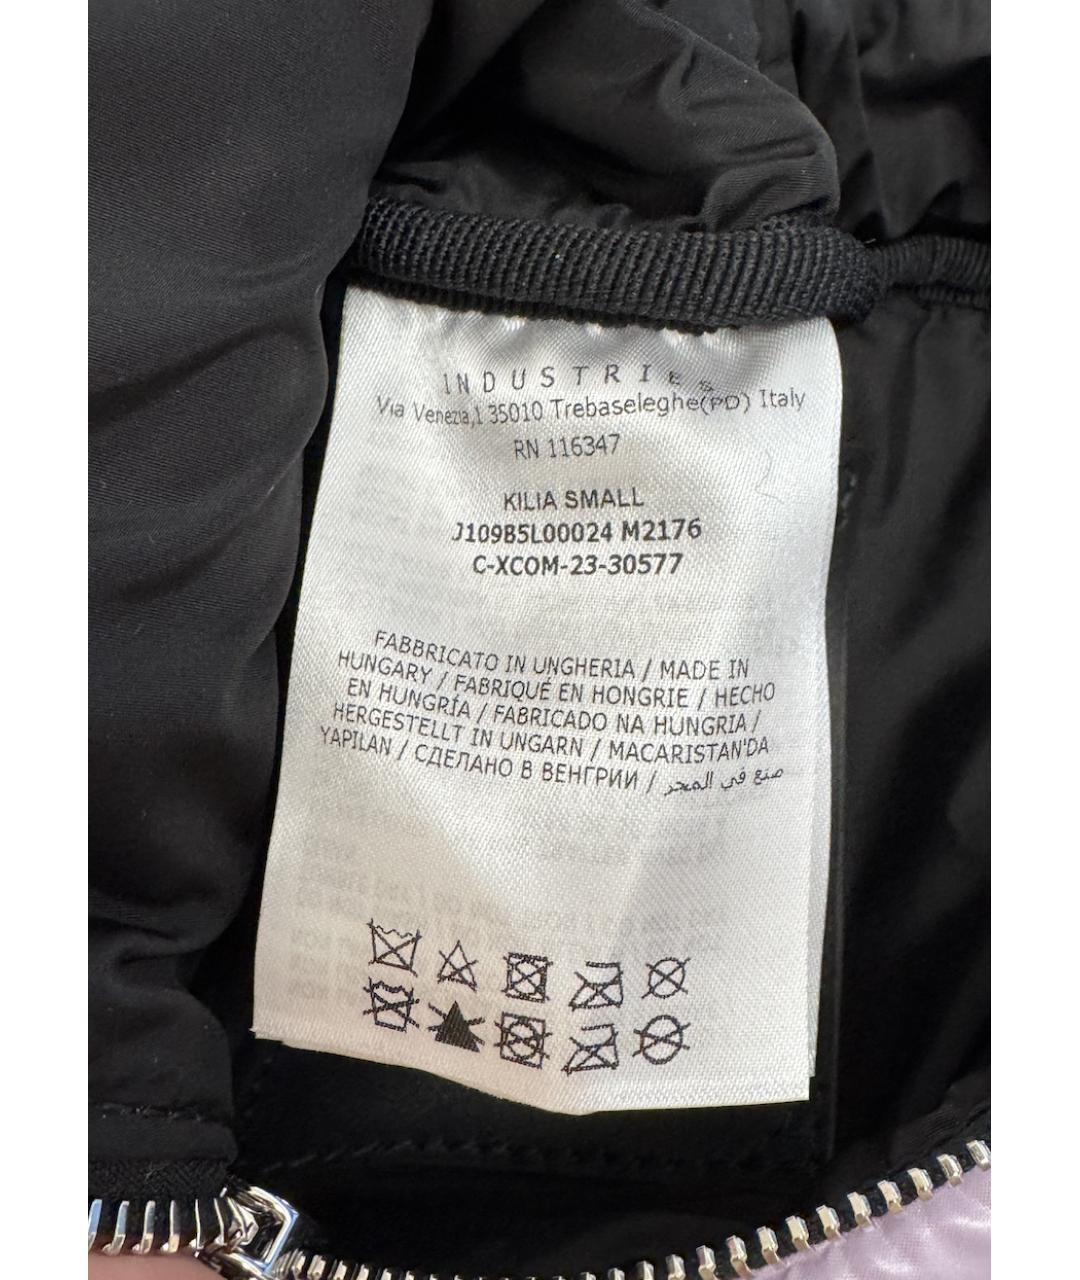 INDUSTRIES
Via Venezia,1 35010 Trebaseleghe(PD) Italy
RN 116347
KILIA SMALL
J109B5L00024 M2176
C-XCOM-23-30577
FABBRICATO IN UNGHERIA / MADE IN
HUNGARY / FABRIQUÉ EN HONGRIE / HECHO
EN HUNGRÍA / FABRICADO NA HUNGRIA /
HERGESTELLT IN UNGARN / MACARISTAN'DA
YAPILAN / СДЕЛАНО В ВЕНГРИИ / صنع في المجر